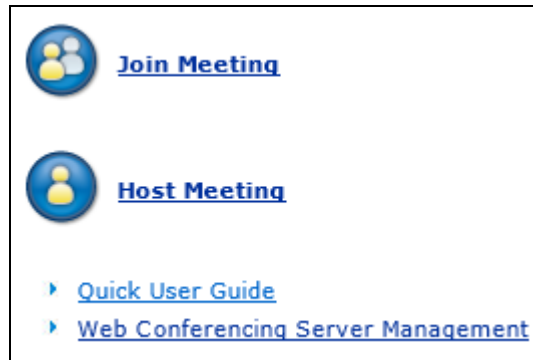 Join Meeting
Host Meeting
Quick User Guide
Web Conferencing Server Management